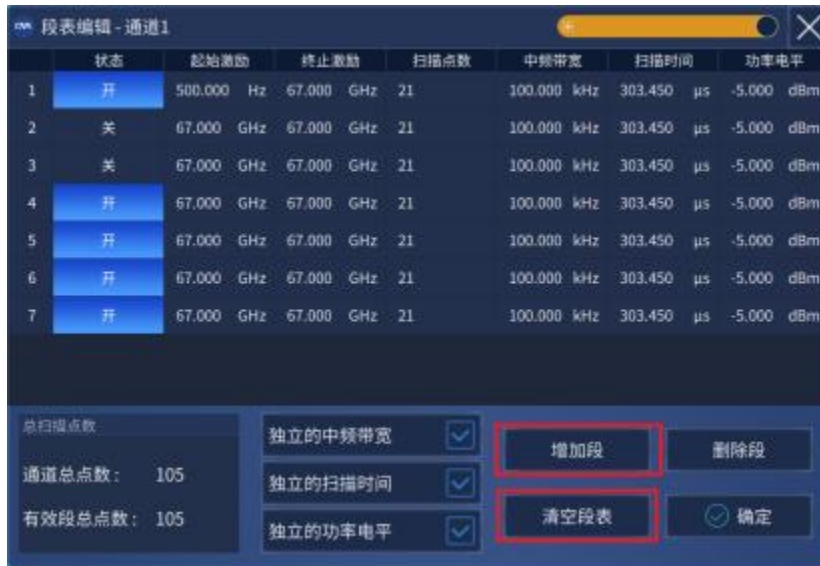 段表编辑-通道1
状态 起始激励 终止激励 扫描点数 中频带宽 扫描时间 功率电平
1 开 500.000 Hz 67.000 GHz 21 100.000 kHz 303.450 μs -5.000 dBm
2 关 67.000 GHz 67.000 GHz 21 100.000 kHz 303.450 μs -5.000 dBm
3 关 67.000 GHz 67.000 GHz 21 100.000 kHz 303.450 μs -5.000 dBm
4 开 67.000 GHz 67.000 GHz 21 100.000 kHz 303.450 μs -5.000 dBm
5 开 67.000 GHz 67.000 GHz 21 100.000 kHz 303.450 μs -5.000 dBm
6 开 67.000 GHz 67.000 GHz 21 100.000 kHz 303.450 μs -5.000 dBm
7 开 67.000 GHz 67.000 GHz 21 100.000 kHz 303.450 μs -5.000 dBm
总扫描点数
通道总点数: 105
有效段总点数: 105
独立的中频带宽
独立的扫描时间
独立的功率电平
增加段
删除段
清空段表
确定